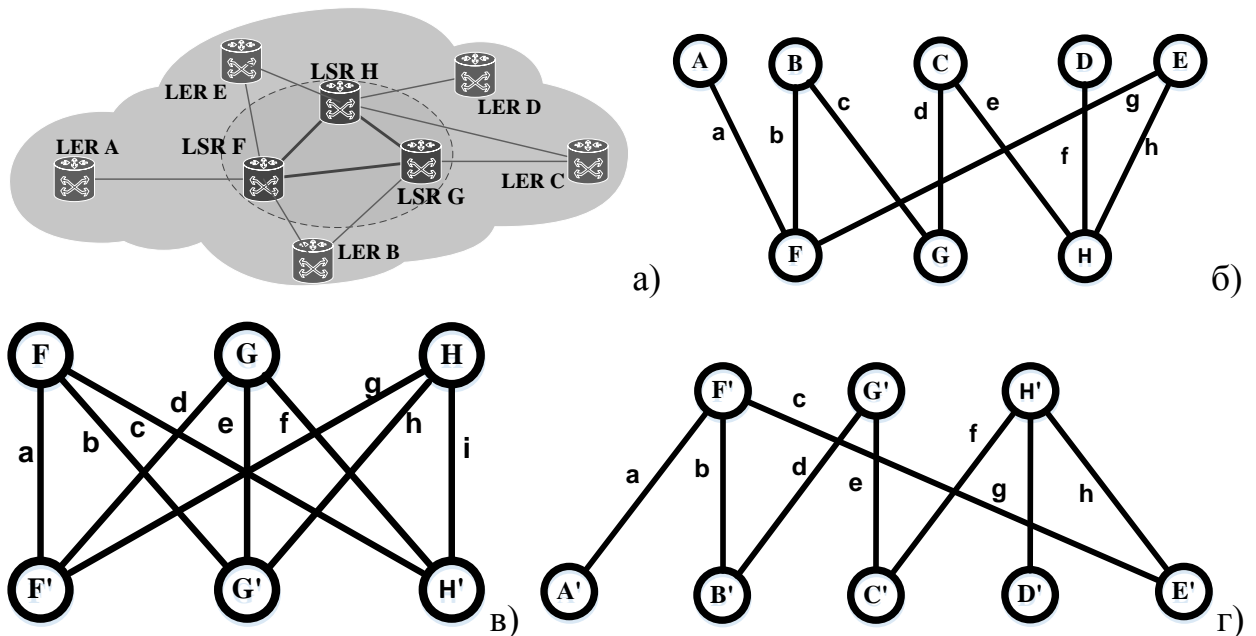 LSR H
LER E
LER D
LER A
LSR F
LSR G
LER C
LER B
а)
A
B
C
D
E
a
b
c
d
e
f
g
h
F
G
H
б)
F
G
H
a
b
c
d
e
f
g
h
i
F'
G'
H'
в)
F'
G'
H'
a
b
c
d
e
f
g
h
A'
B'
C'
D'
E'
г)